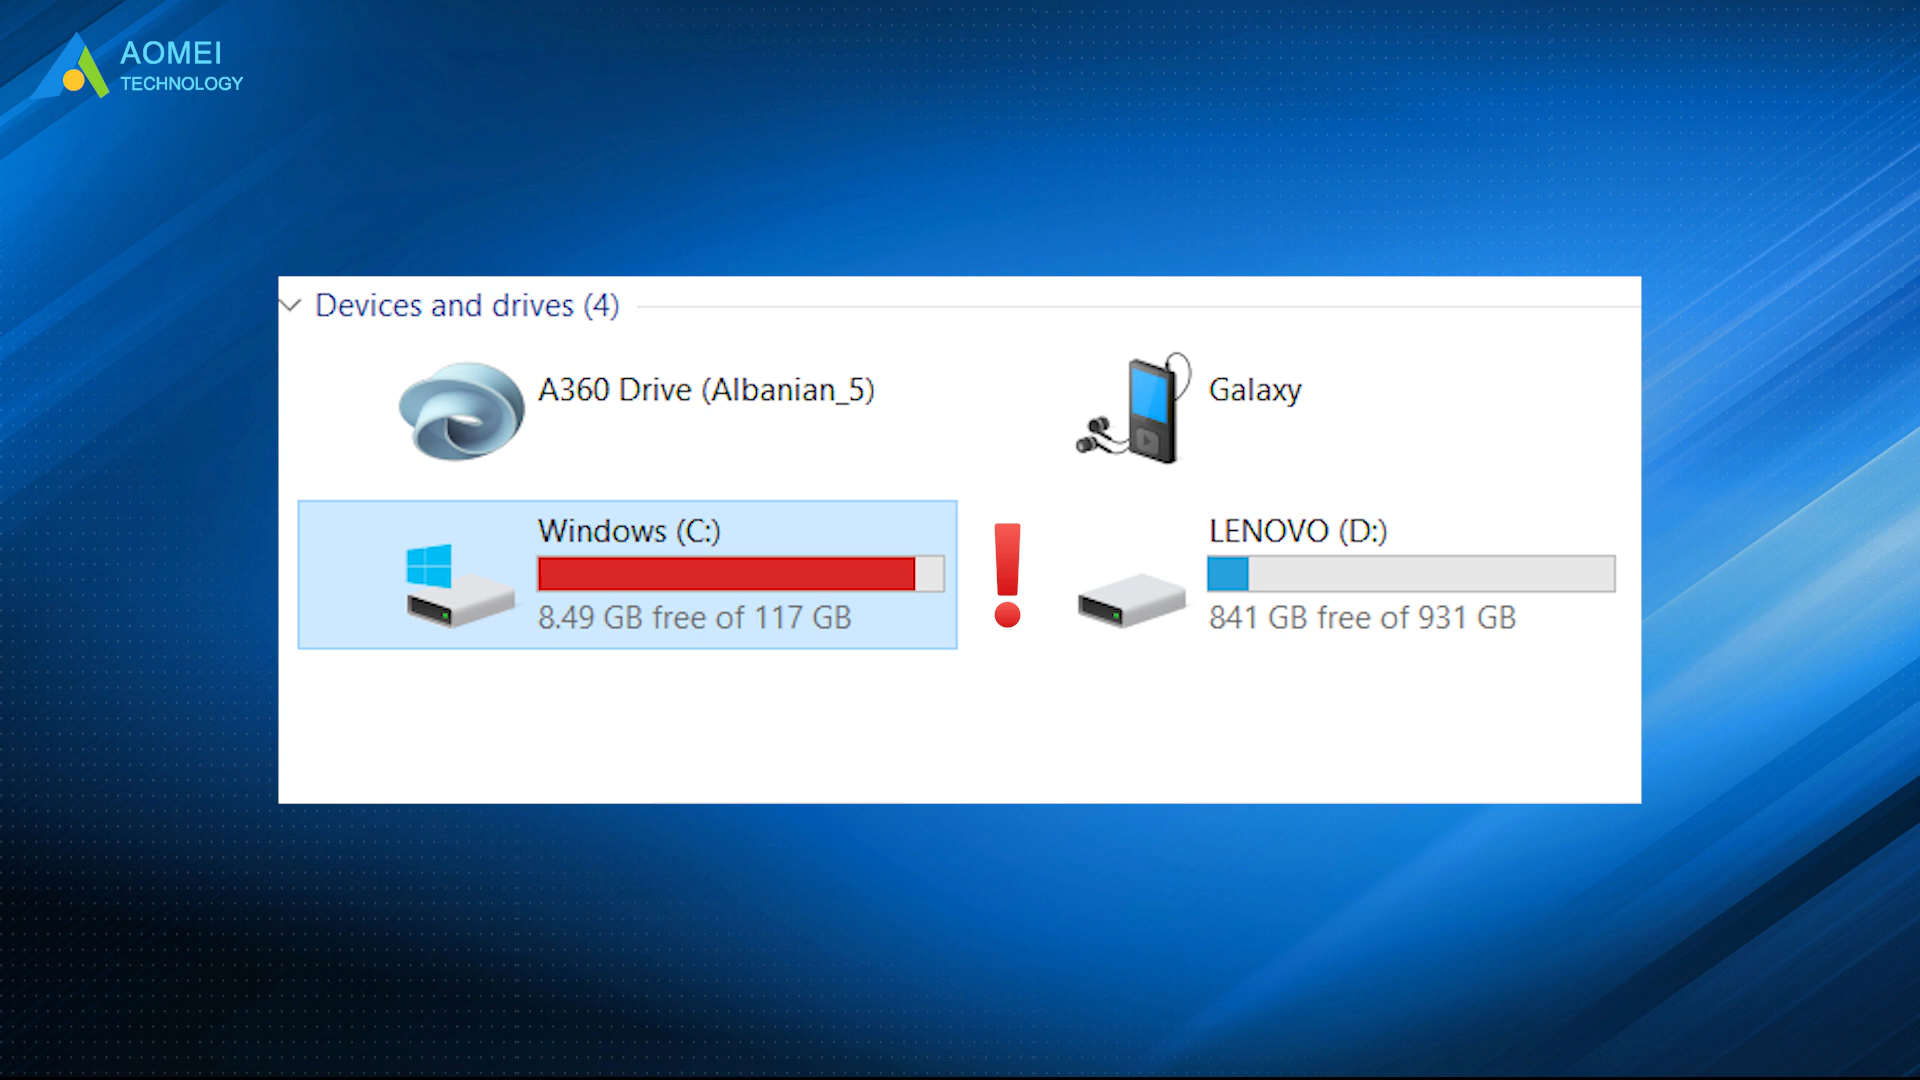 AOMEI
TECHNOLOGY
Devices and drives (4)
A360 Drive (Albanian_5)
Galaxy
Windows (C:)
8.49 GB free of 117 GB
LENOVO (D:)
841 GB free of 931 GB